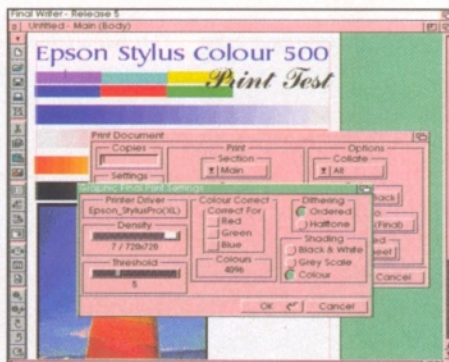 Final Writer - Release 5
Untitled - Main (Body)
Epson Stylus Colour 500
Print Test
Print Document
Copies
Print
Options
Section
Collate
Main
All
Settings
Graphic Final Print Settings
Printer Driver
Epson_StylusPro(XL)
Density
7 / 720x720
Threshold
5
Colour Correct
Correct For
Red
Green
Blue
Colours
4096
Dithering
Ordered
Halftone
Shading
Black & White
Grey Scale
Colour
OK
Cancel
Cancel